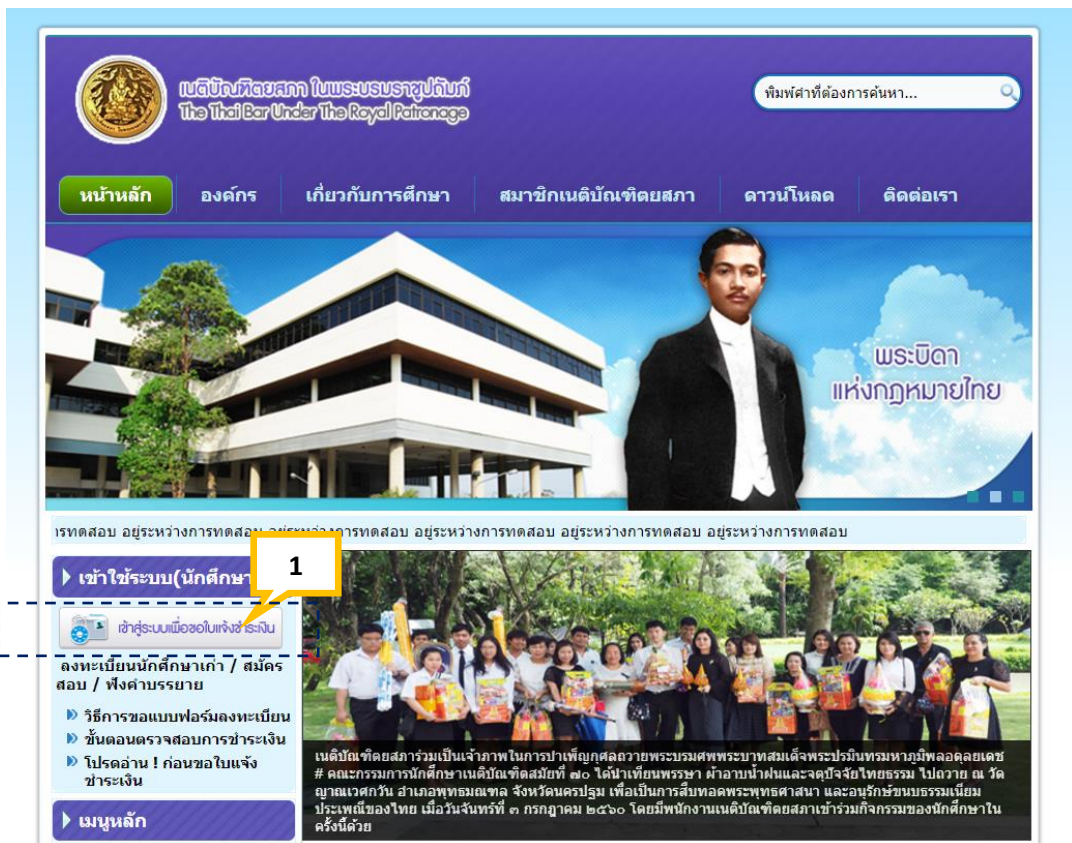 เนติบัณฑิตยสภา ในพระบรมราชูปถัมภ์
The Thai Bar Under The Royal Patronage
พิมพ์คำที่ต้องการค้นหา...
หน้าหลัก องค์กร เกี่ยวกับการศึกษา สมาชิกเนติบัณฑิตยสภา ดาวน์โหลด ติดต่อเรา
พระบิดา
แห่งกฎหมายไทย
ารทดสอบ อยู่ระหว่างการทดสอบ อยู่ระหว่างการทดสอบ อยู่ระหว่างการทดสอบ อยู่ระหว่างการทดสอบ อยู่ระหว่างการทดสอบ
เข้าใช้ระบบ(นักศึกษา
1
เข้าสู่ระบบเพื่อขอใบแจ้งชำระเงิน
ลงทะเบียนนักศึกษาเก่า / สมัคร
สอบ / ฟังคำบรรยาย
วิธีการขอแบบฟอร์มลงทะเบียน
ขั้นตอนตรวจสอบการชำระเงิน
โปรดอ่าน ! ก่อนขอใบแจ้ง
ชำระเงิน
เมนูหลัก
เนติบัณฑิตยสภาร่วมเป็นเจ้าภาพในการบำเพ็ญกุศลถวายพระบรมศพพระบาทสมเด็จพระปรมินทรมหาภูมิพลอดุลยเดช
# คณะกรรมการนักศึกษาเนติบัณฑิตสมัยที่ ๗๐ ได้นำเทียนพรรษา ผ้าอาบน้ำฝนและจตุปัจจัยไทยธรรม ไปถวาย ณ วัด
ญาณเวศกวัน อำเภอพุทธมณฑล จังหวัดนครปฐม เพื่อเป็นการสืบทอดพระพุทธศาสนา และอนุรักษ์ขนบธรรมเนียม
ประเพณีของไทย เมื่อวันจันทร์ที่ ๓ กรกฎาคม ๒๕๖๐ โดยมีพนักงานเนติบัณฑิตยสภาเข้าร่วมกิจกรรมของนักศึกษาใน
ครั้งนี้ด้วย